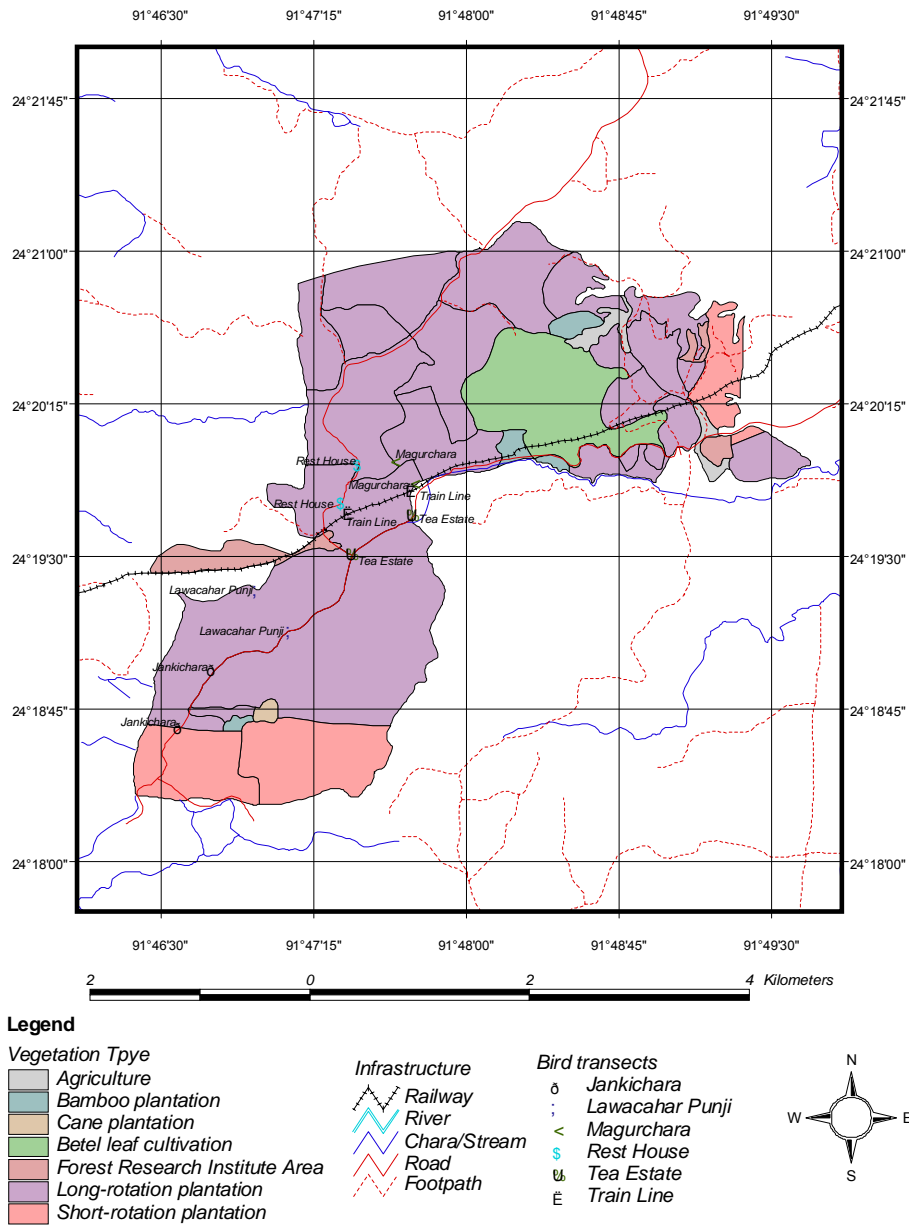 91°46'30" 91°47'15" 91°48'00" 91°48'45" 91°49'30"
24°21'45" 24°21'45"
24°21'00" 24°21'00"
24°20'15" 24°20'15"
Magurchara
Rest House
Magurchara
Train Line
Rest House
Train Line
Tea Estate
24°19'30" 24°19'30"
Tea Estate
Lawacahar Punji
Lawacahar Punji
Jankichara
24°18'45" 24°18'45"
Jankichara
24°18'00" 24°18'00"
91°46'30" 91°47'15" 91°48'00" 91°48'45" 91°49'30"
2 0 2 4 Kilometers
Legend
Vegetation Tpye
Agriculture
Bamboo plantation
Cane plantation
Betel leaf cultivation
Forest Research Institute Area
Long-rotation plantation
Short-rotation plantation
Infrastructure
Railway
River
Chara/Stream
Road
Footpath
Bird transects
ð Jankichara
; Lawacahar Punji
< Magurchara
$ Rest House
Tea Estate
Ë Train Line
N
W E
S